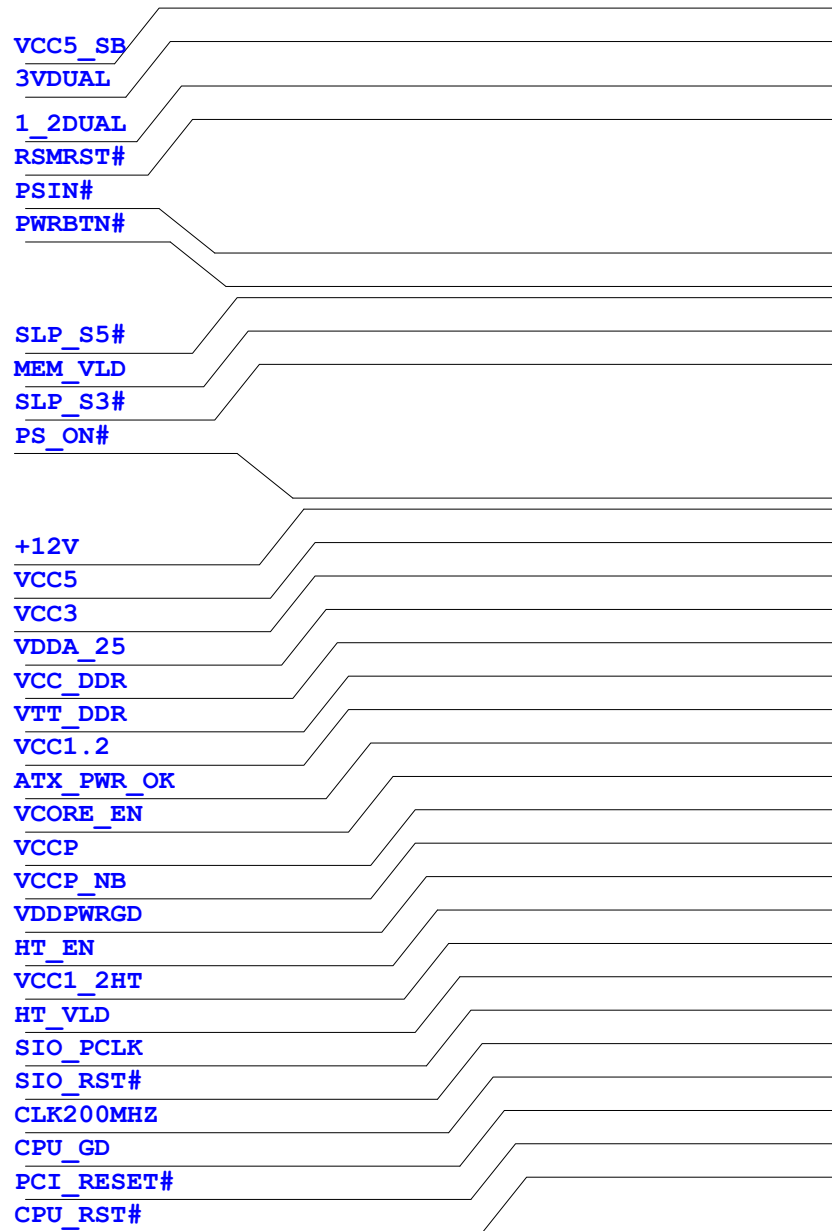 VCC5_SB
3VDUAL
1_2DUAL
RSMRST#
PSIN#
PWRBTN#
SLP_S5#
MEM_VLD
SLP_S3#
PS_ON#
+12V
VCC5
VCC3
VDDA_25
VCC_DDR
VTT_DDR
VCC1.2
ATX_PWR_OK
VCORE_EN
VCCP
VCCP_NB
VDDPWRGD
HT_EN
VCC1_2HT
HT_VLD
SIO_PCLK
SIO_RST#
CLK200MHZ
CPU_GD
PCI_RESET#
CPU_RST#